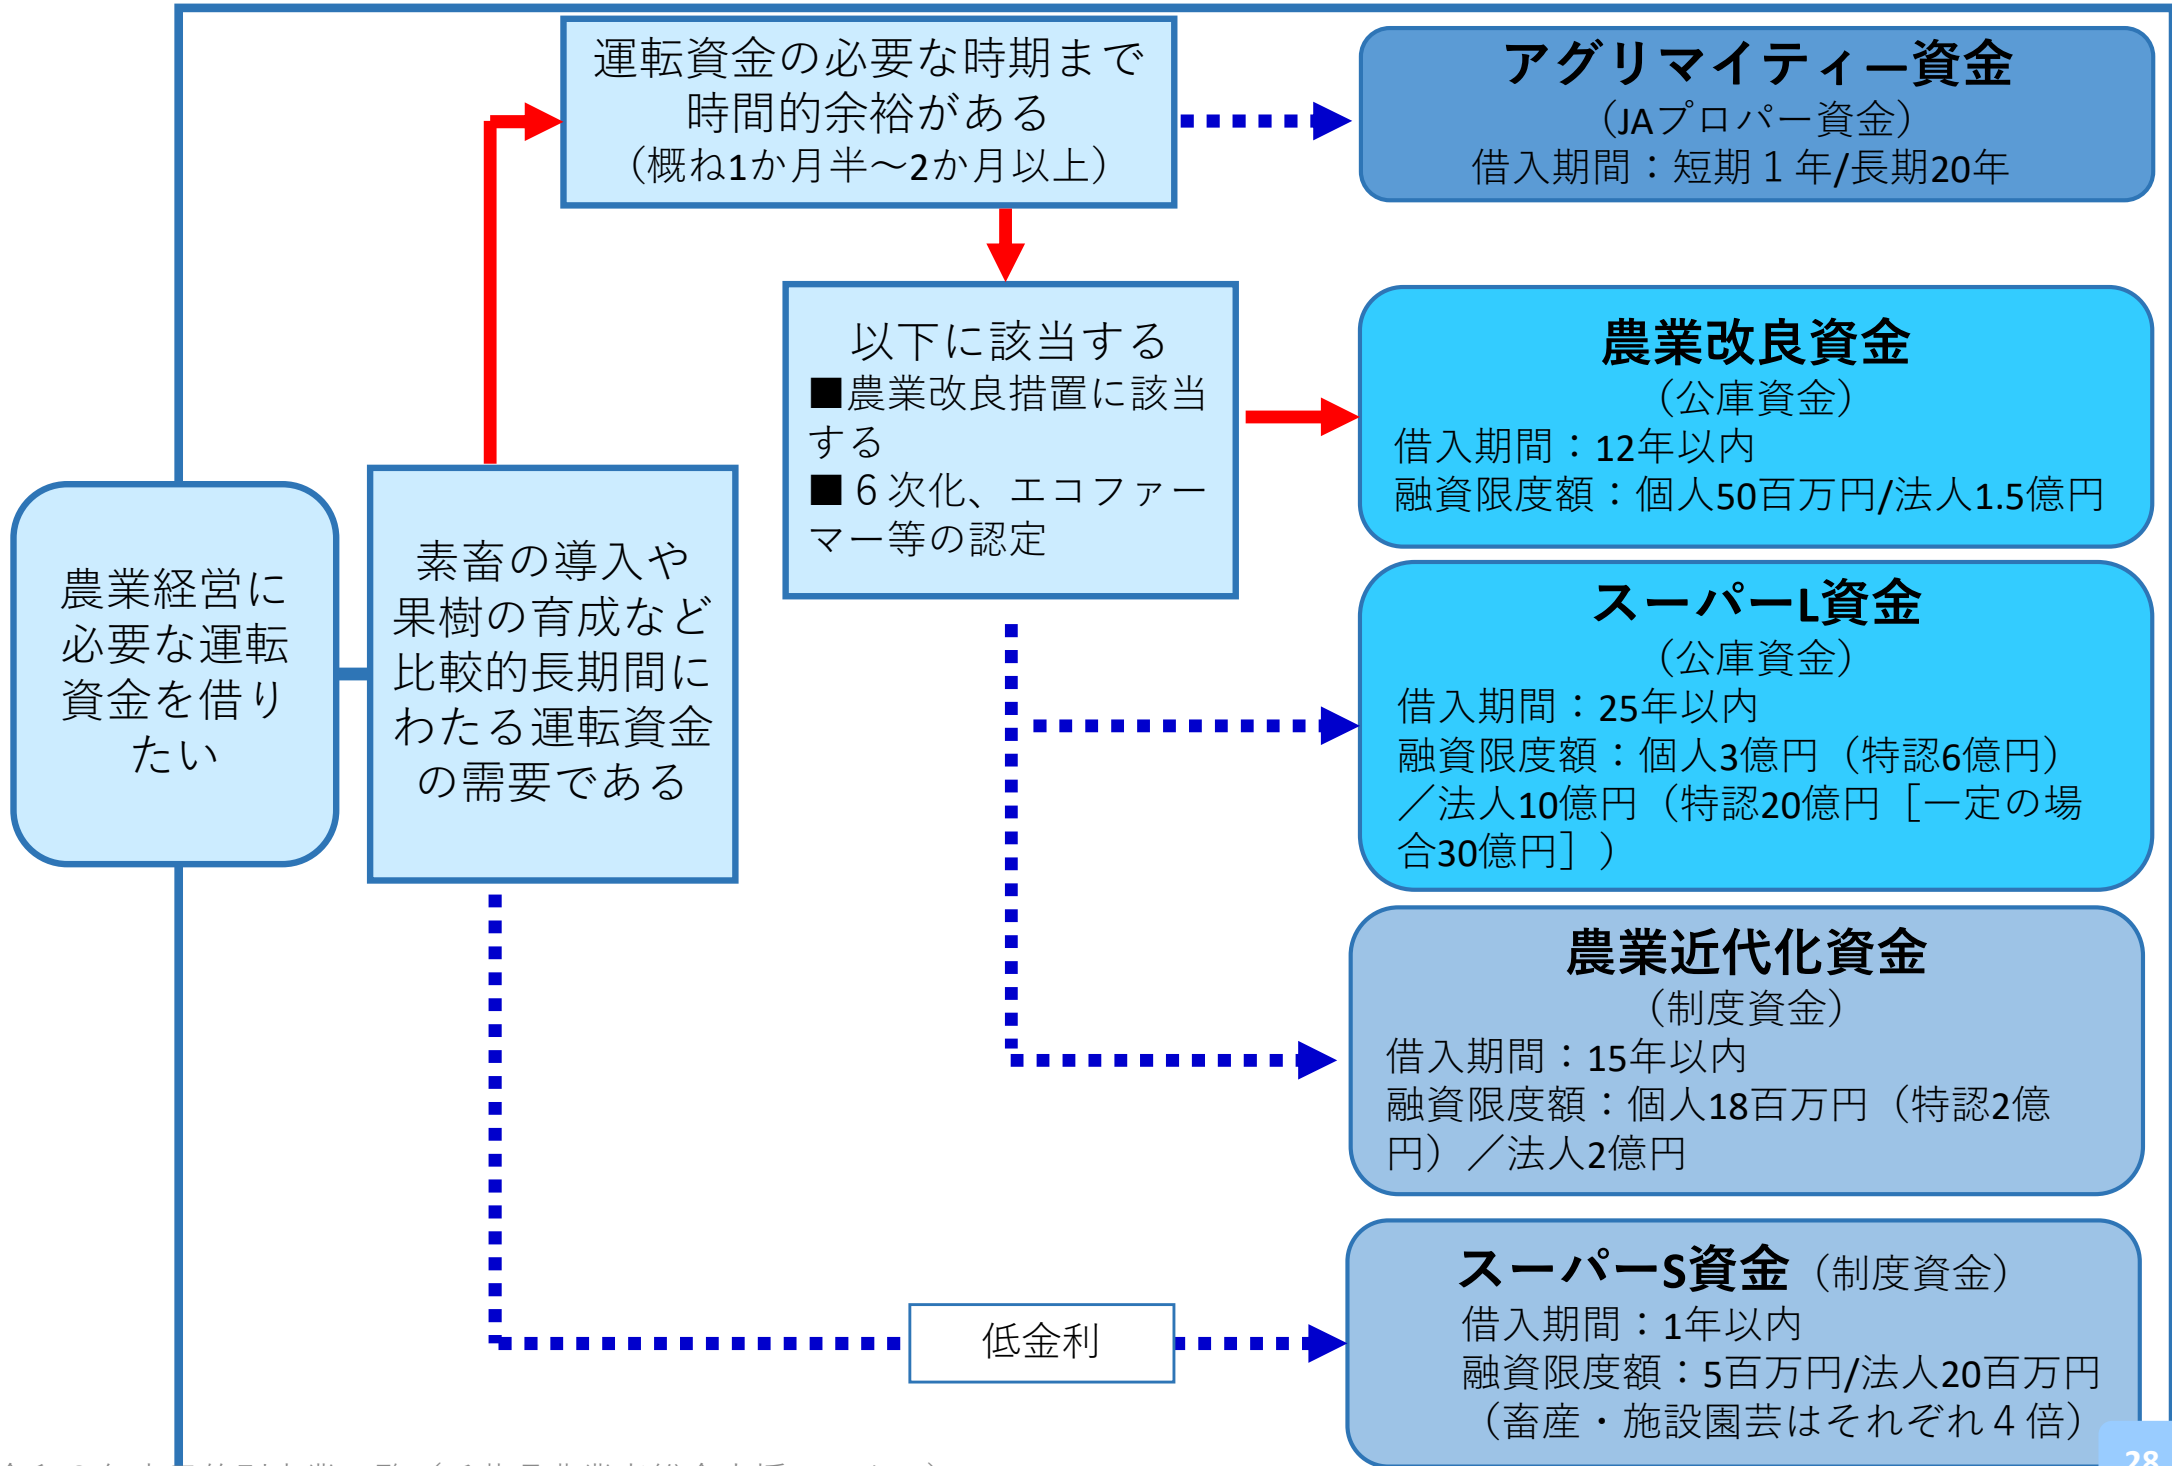 運転資金の必要な時期まで
時間的余裕がある
（概ね1か月半～2か月以上）
アグリマイティ―資金
（JAプロパー資金）
借入期間：短期１年/長期20年
以下に該当する
■農業改良措置に該当
する
■６次化、エコファー
マー等の認定
農業改良資金
（公庫資金）
借入期間：12年以内
融資限度額：個人50百万円/法人1.5億円
農業経営に
必要な運転
資金を借り
たい
素畜の導入や
果樹の育成など
比較的長期間に
わたる運転資金
の需要である
スーパーL資金
（公庫資金）
借入期間：25年以内
融資限度額：個人3億円（特認6億円）
／法人10億円（特認20億円［一定の場
合30億円］）
農業近代化資金
（制度資金）
借入期間：15年以内
融資限度額：個人18百万円（特認2億
円）／法人2億円
低金利
スーパーS資金（制度資金）
借入期間：1年以内
融資限度額：5百万円/法人20百万円
（畜産・施設園芸はそれぞれ４倍）
28